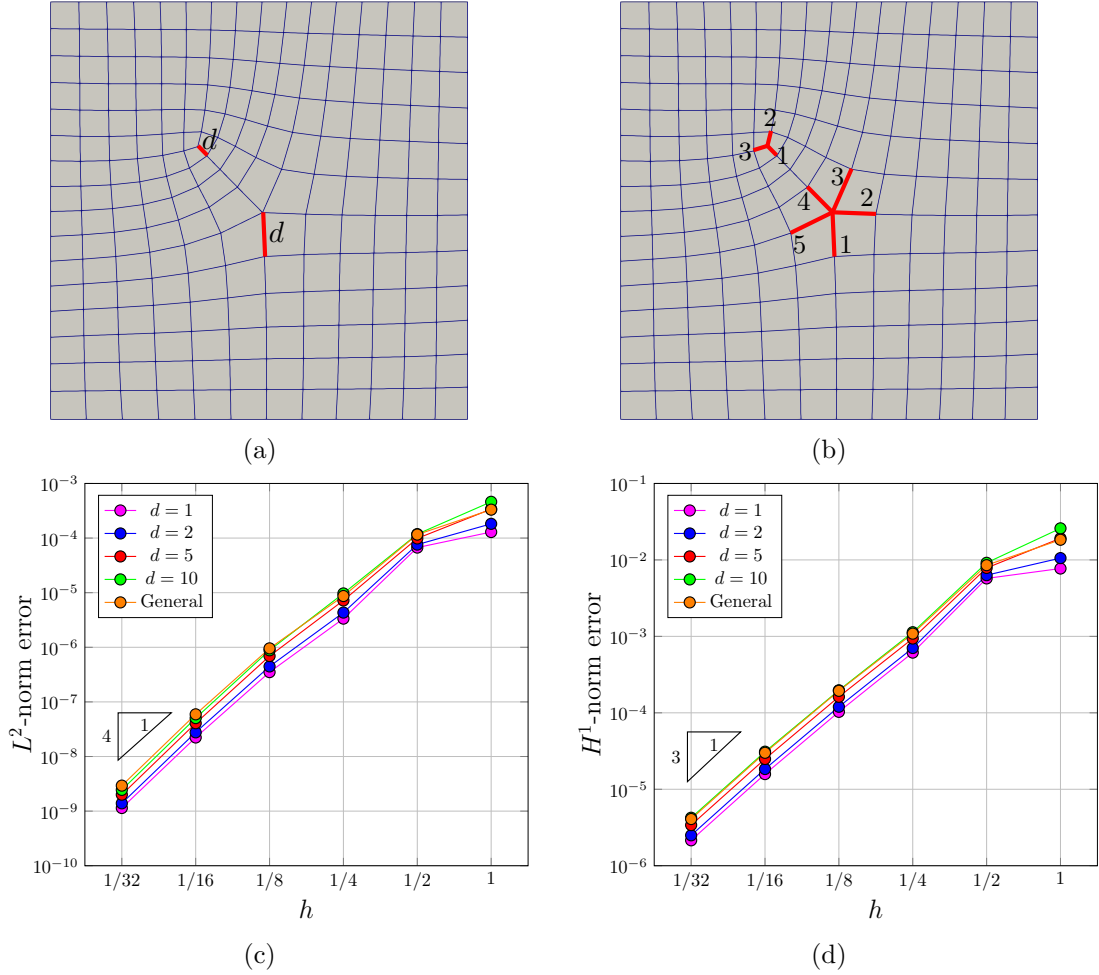 d
d
(a)
2
3
1
3
2
4
5
1
(b)
L²-norm error
10⁻³
10⁻⁴
10⁻⁵
10⁻⁶
10⁻⁷
10⁻⁸
10⁻⁹
10⁻¹⁰
d = 1
d = 2
d = 5
d = 10
General
4
1
1/32 1/16 1/8 1/4 1/2 1
h
(c)
H¹-norm error
10⁻¹
10⁻²
10⁻³
10⁻⁴
10⁻⁵
10⁻⁶
d = 1
d = 2
d = 5
d = 10
General
3
1
1/32 1/16 1/8 1/4 1/2 1
h
(d)